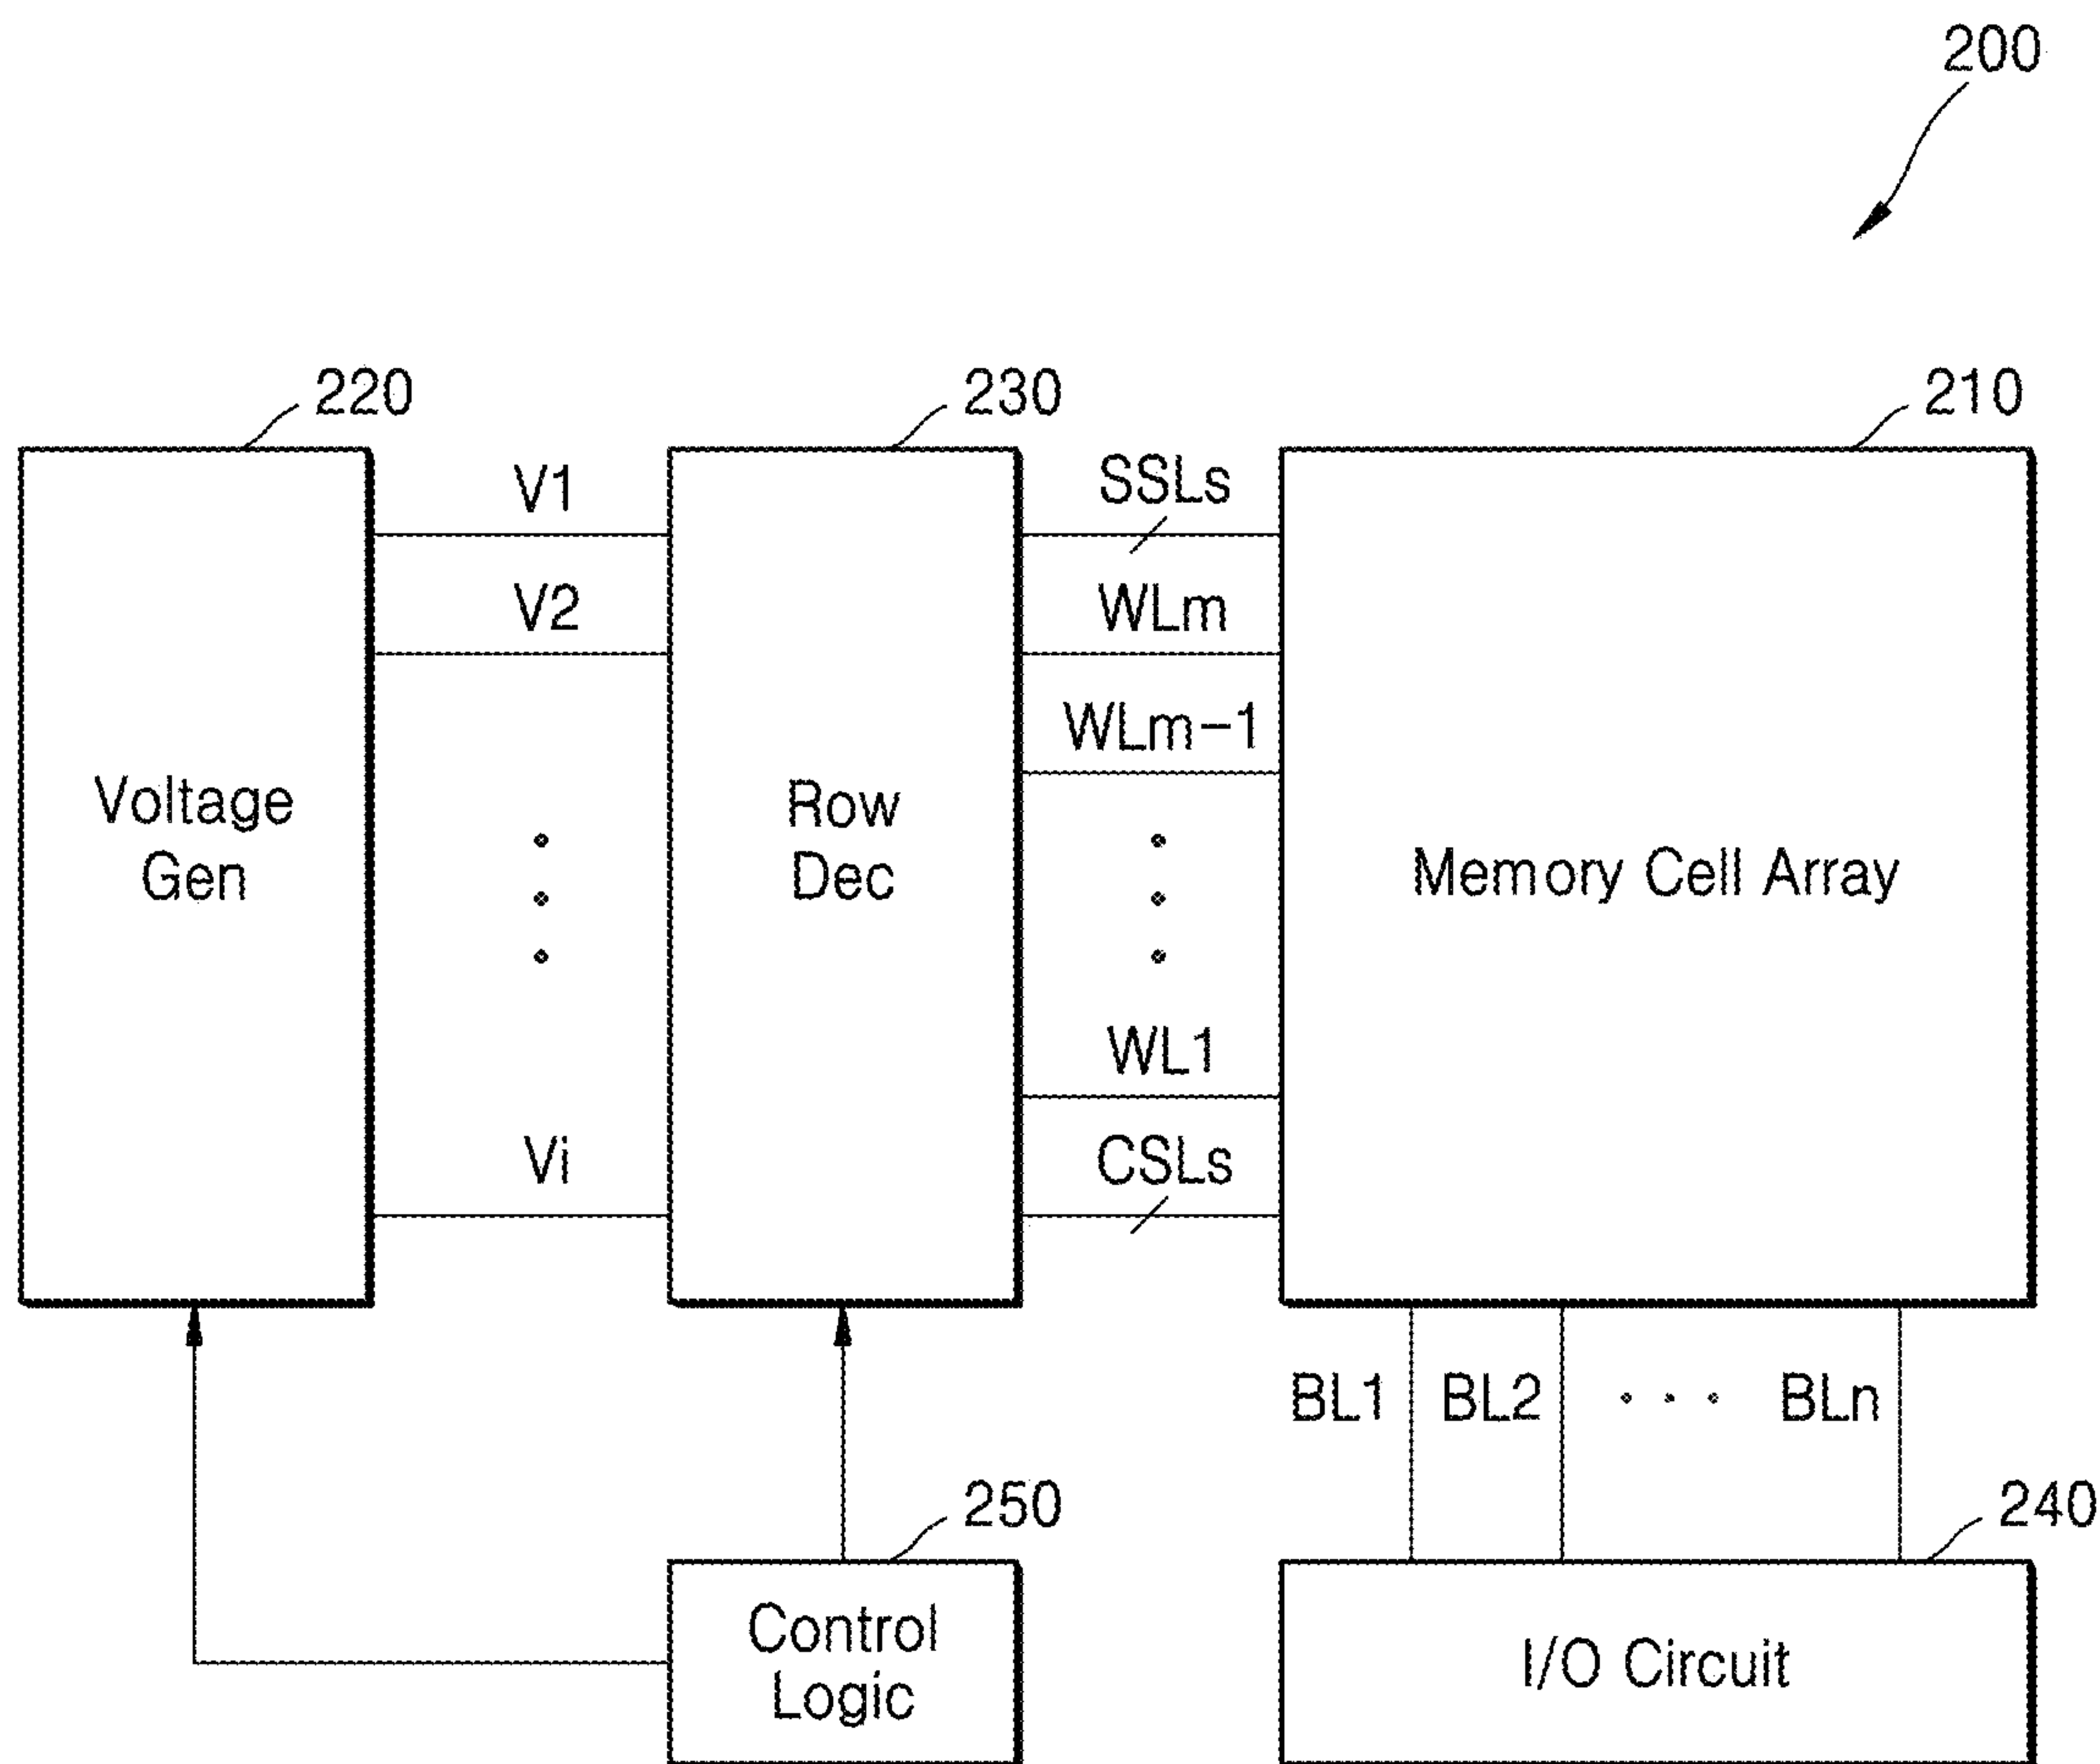 200
220
230
210
V1
SSLs
V2
WLm
WLm-1
Voltage
Gen
Row
Dec
Memory Cell Array
WL1
Vi
CSLs
BL1 BL2 · · · BLn
250
240
Control
Logic
I/O Circuit